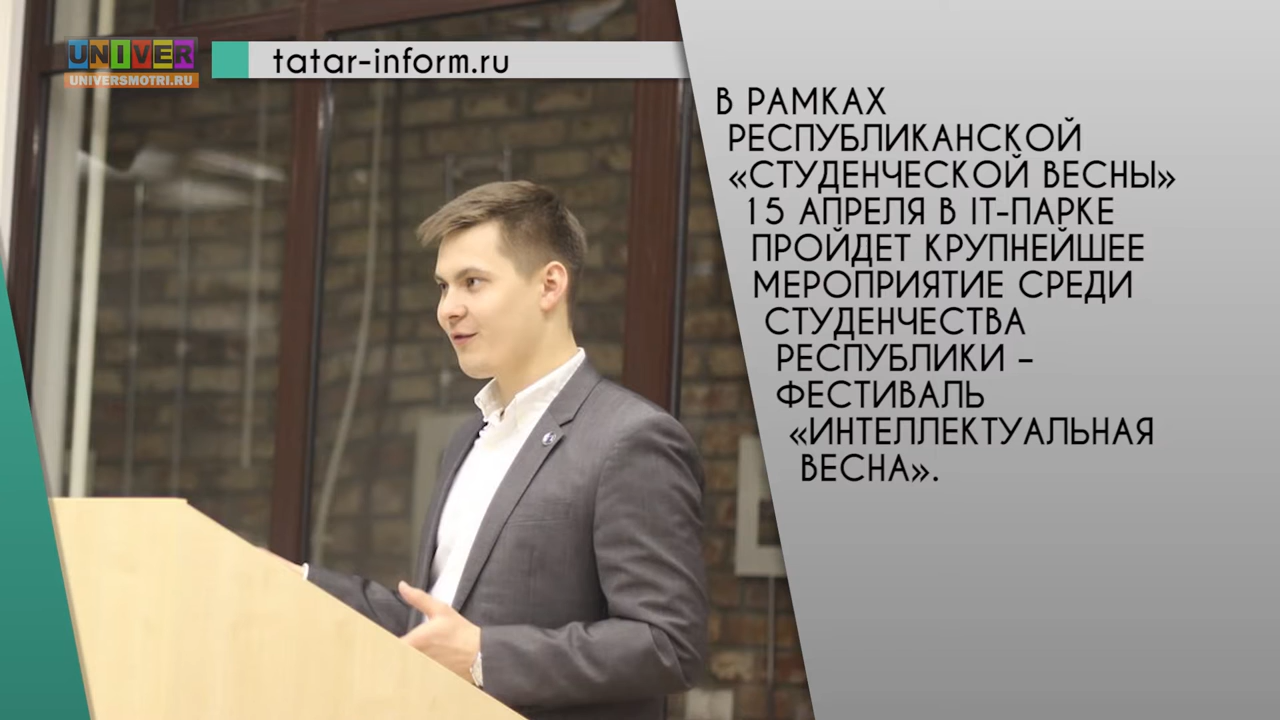 UNIVER
UNIVERSMOTRI.RU
tatar-inform.ru
В РАМКАХ
РЕСПУБЛИКАНСКОЙ
«СТУДЕНЧЕСКОЙ ВЕСНЫ»
15 АПРЕЛЯ В IT-ПАРКЕ
ПРОЙДЕТ КРУПНЕЙШЕЕ
МЕРОПРИЯТИЕ СРЕДИ
СТУДЕНЧЕСТВА
РЕСПУБЛИКИ –
ФЕСТИВАЛЬ
«ИНТЕЛЛЕКТУАЛЬНАЯ
ВЕСНА».